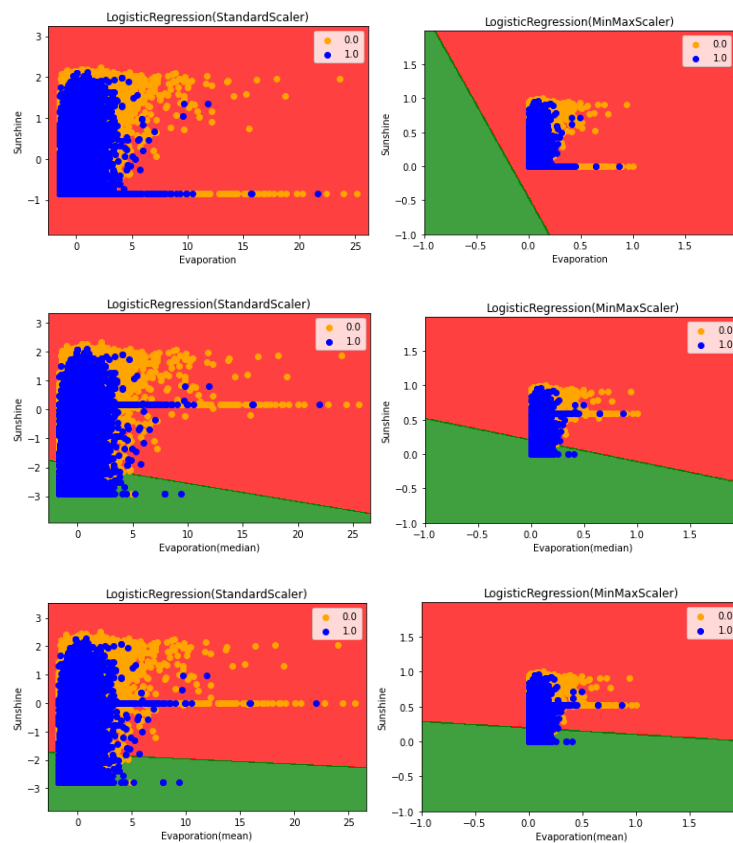 LogisticRegression(StandardScaler)
3
2
1
0
−1
Sunshine
0.0
1.0
0 5 10 15 20 25
Evaporation
LogisticRegression(MinMaxScaler)
1.5
1.0
0.5
0.0
−0.5
−1.0
Sunshine
0.0
1.0
−1.0 −0.5 0.0 0.5 1.0 1.5
Evaporation
LogisticRegression(StandardScaler)
3
2
1
0
−1
−2
−3
Sunshine
0.0
1.0
0 5 10 15 20 25
Evaporation(median)
LogisticRegression(MinMaxScaler)
1.5
1.0
0.5
0.0
−0.5
−1.0
Sunshine
0.0
1.0
−1.0 −0.5 0.0 0.5 1.0 1.5
Evaporation(median)
LogisticRegression(StandardScaler)
3
2
1
0
−1
−2
−3
Sunshine
0.0
1.0
0 5 10 15 20 25
Evaporation(mean)
LogisticRegression(MinMaxScaler)
1.5
1.0
0.5
0.0
−0.5
−1.0
Sunshine
0.0
1.0
−1.0 −0.5 0.0 0.5 1.0 1.5
Evaporation(mean)